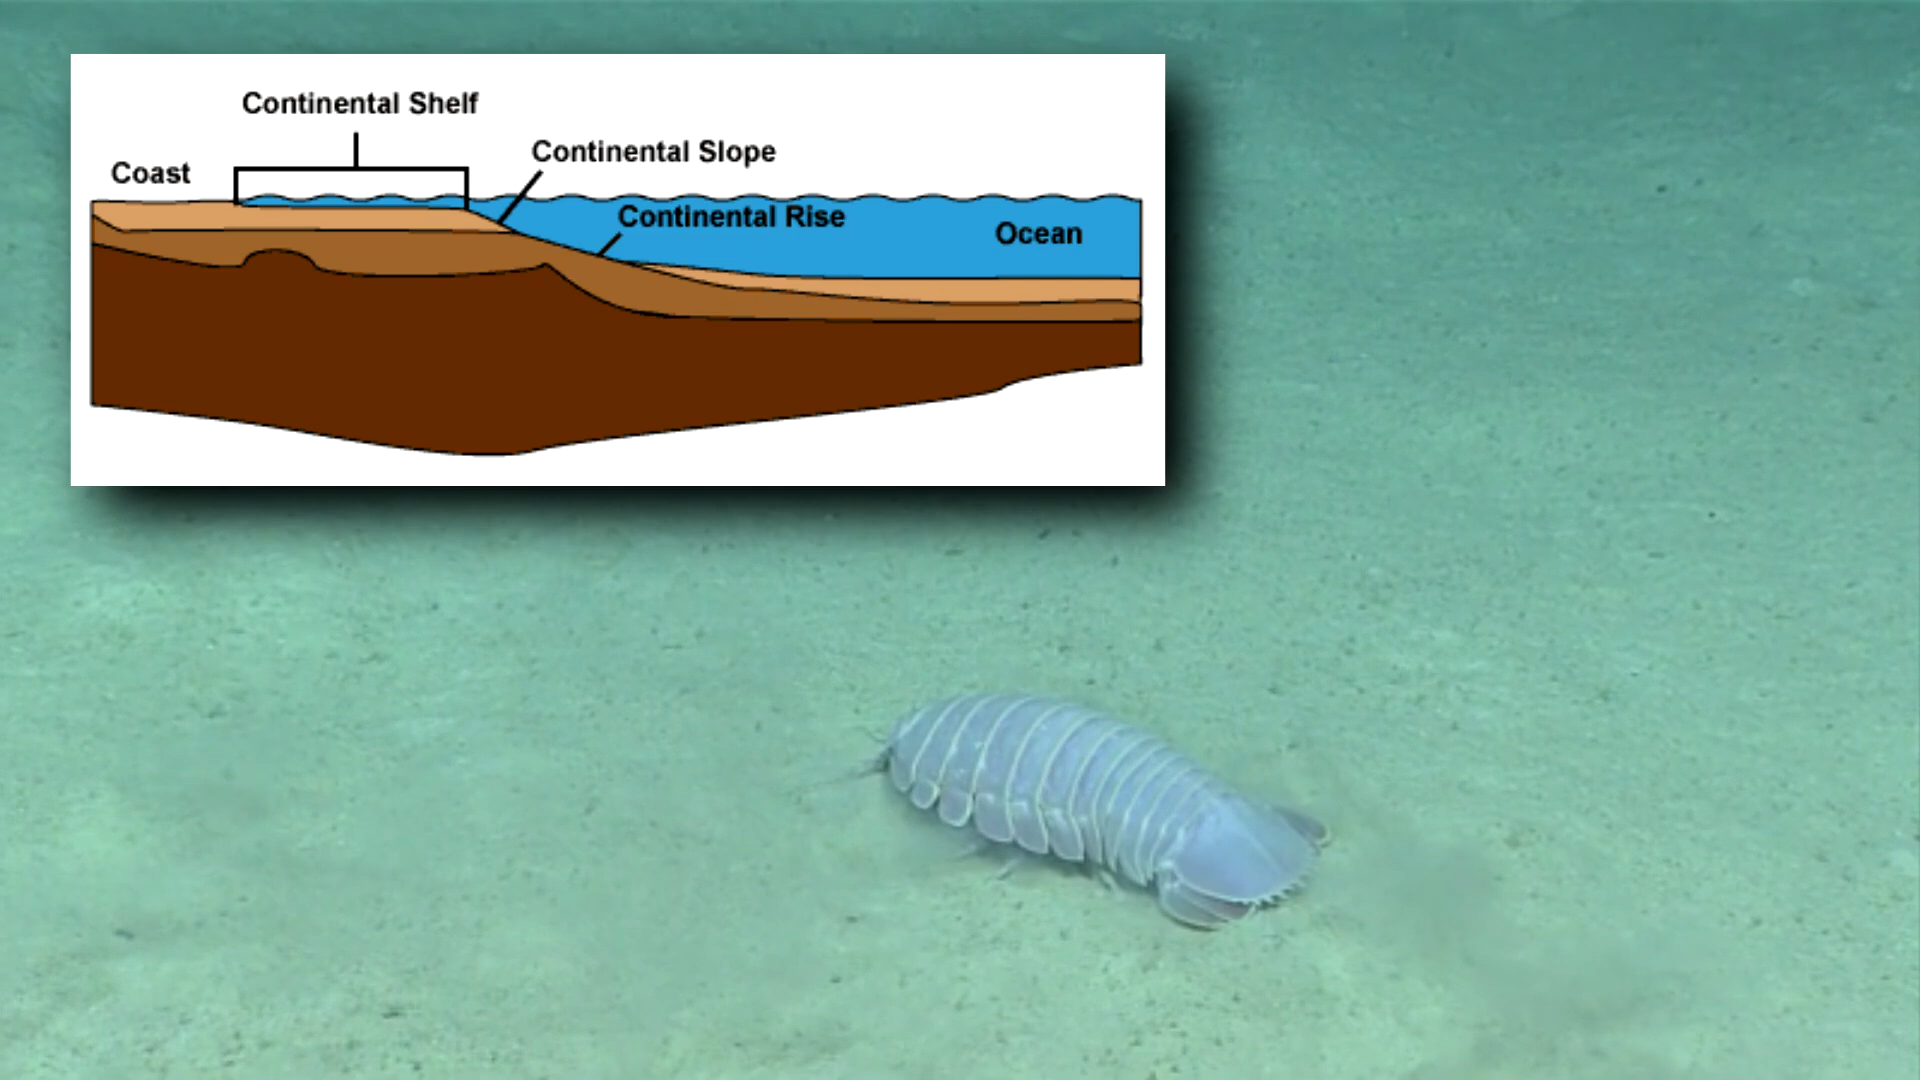 Continental Shelf
Continental Slope
Coast
Continental Rise
Ocean